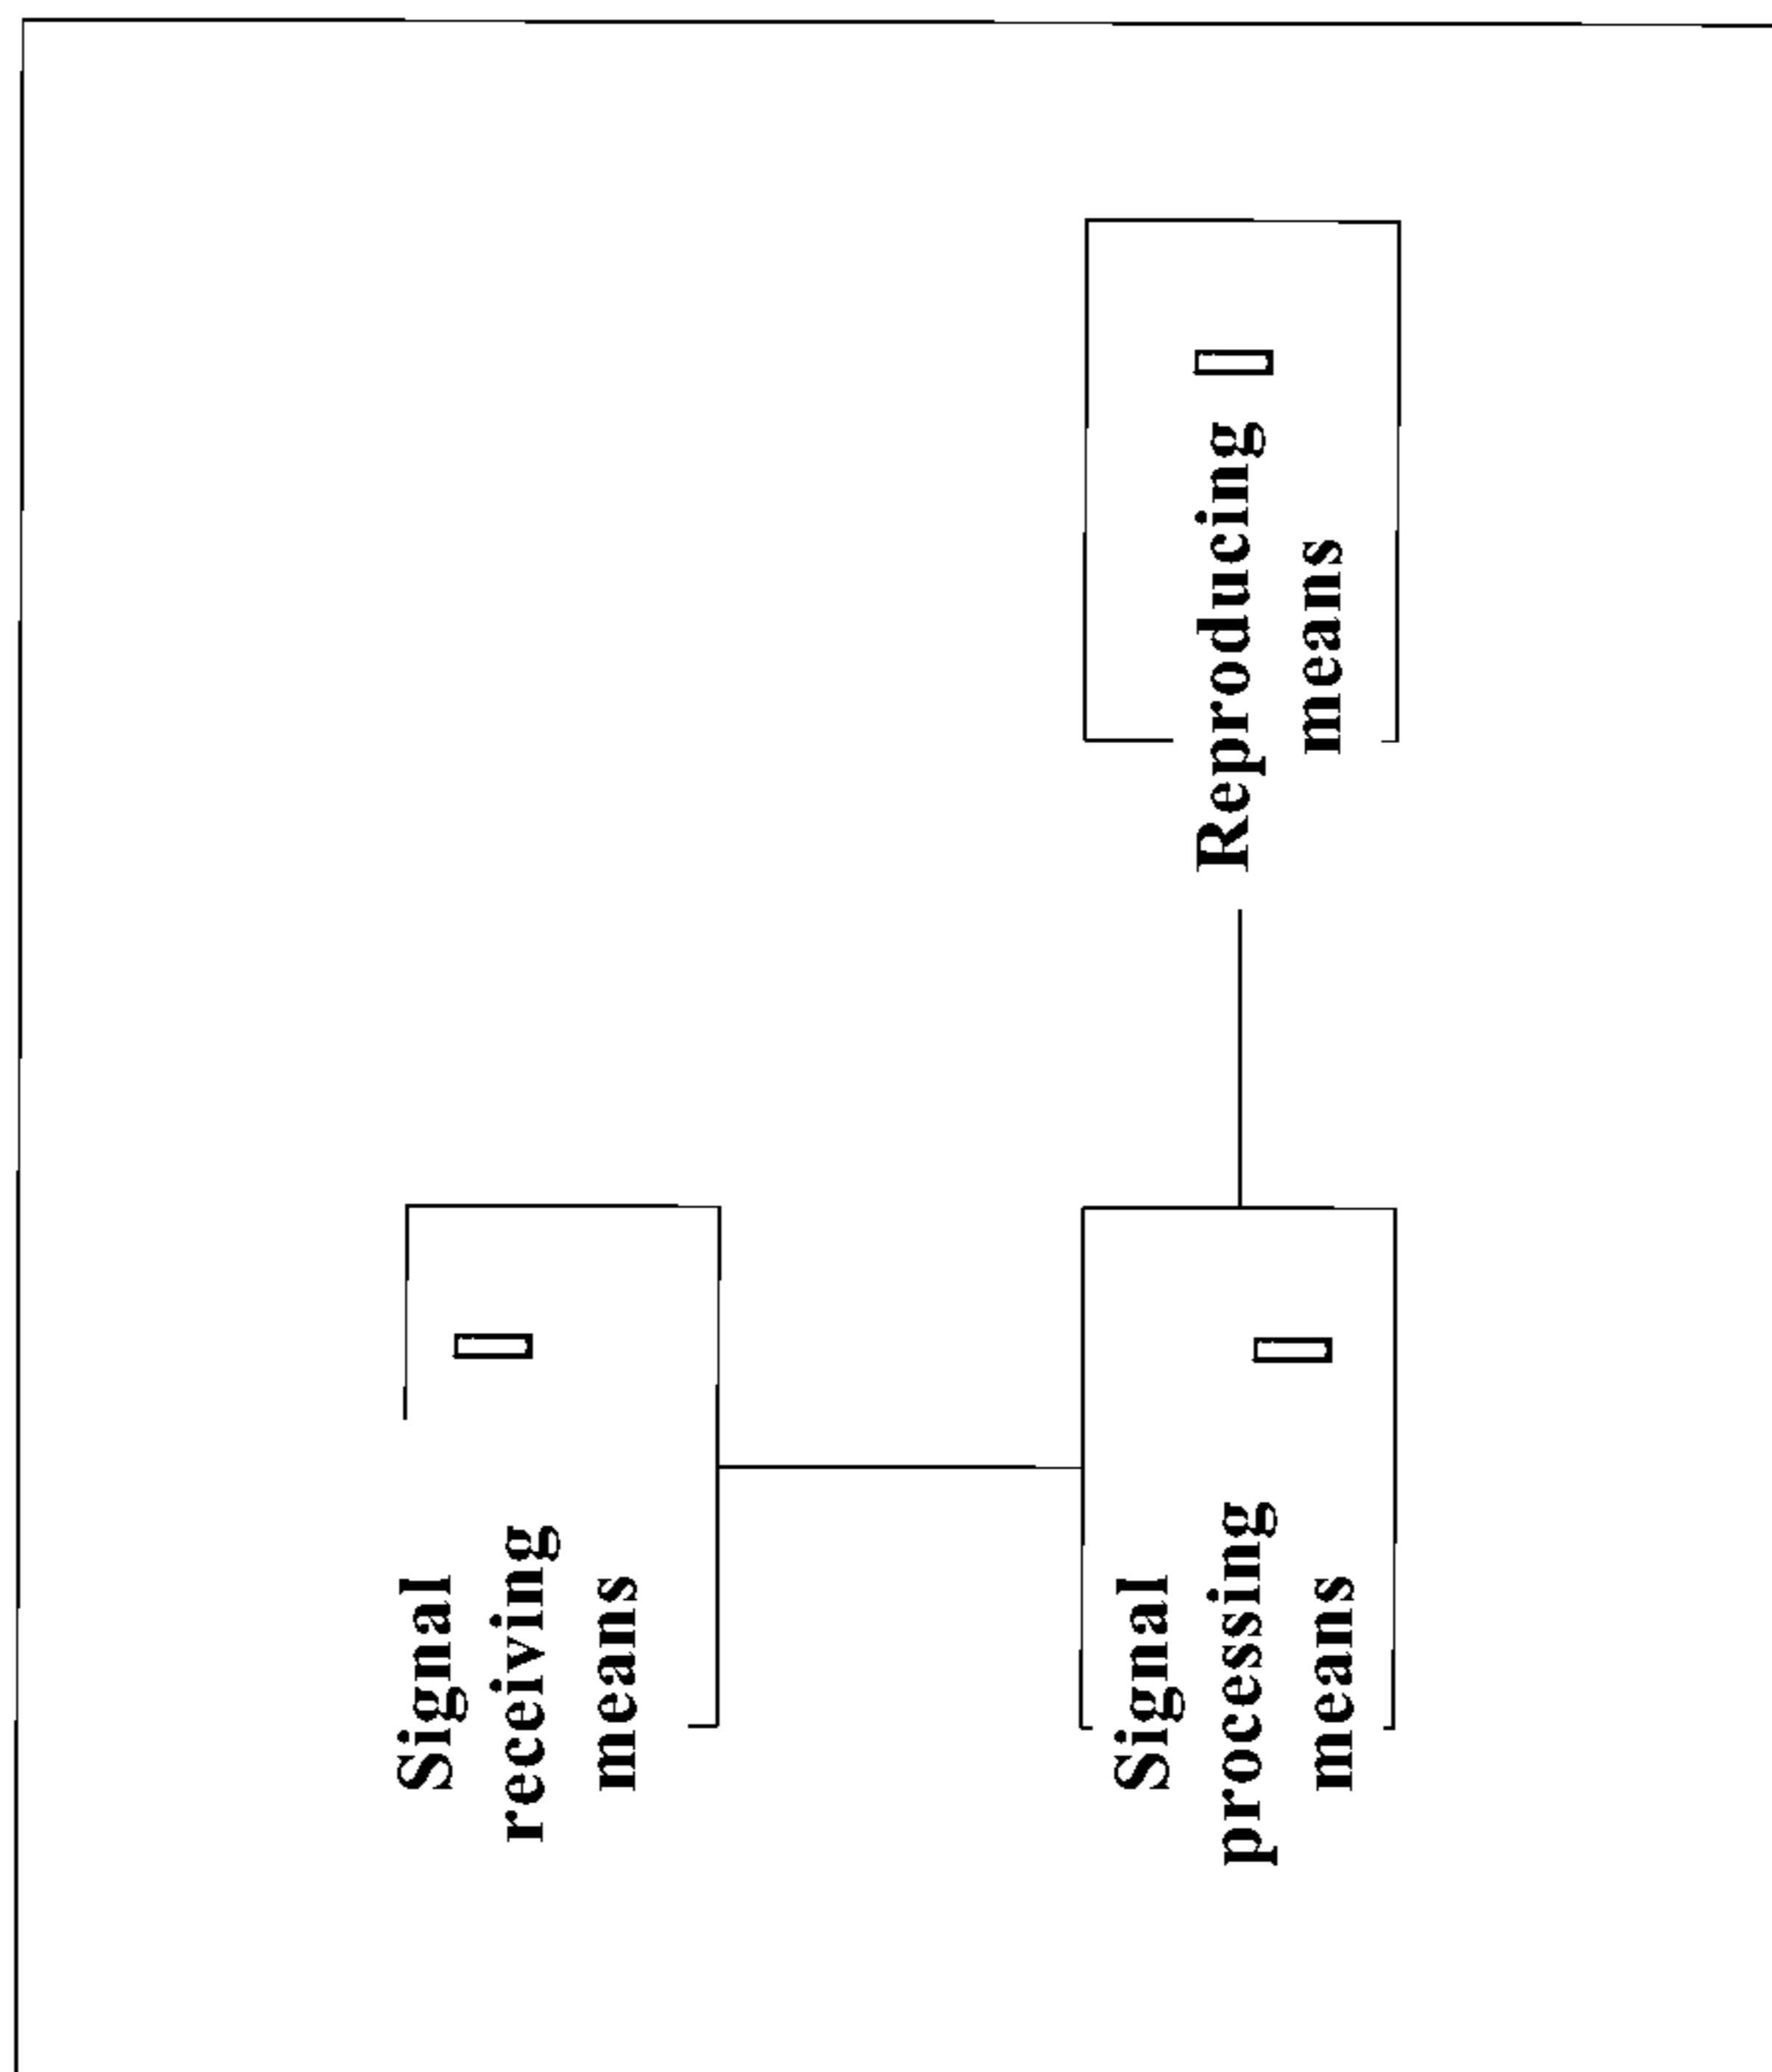 Signal
receiving
means
Signal
processing
means
Reproducing
means